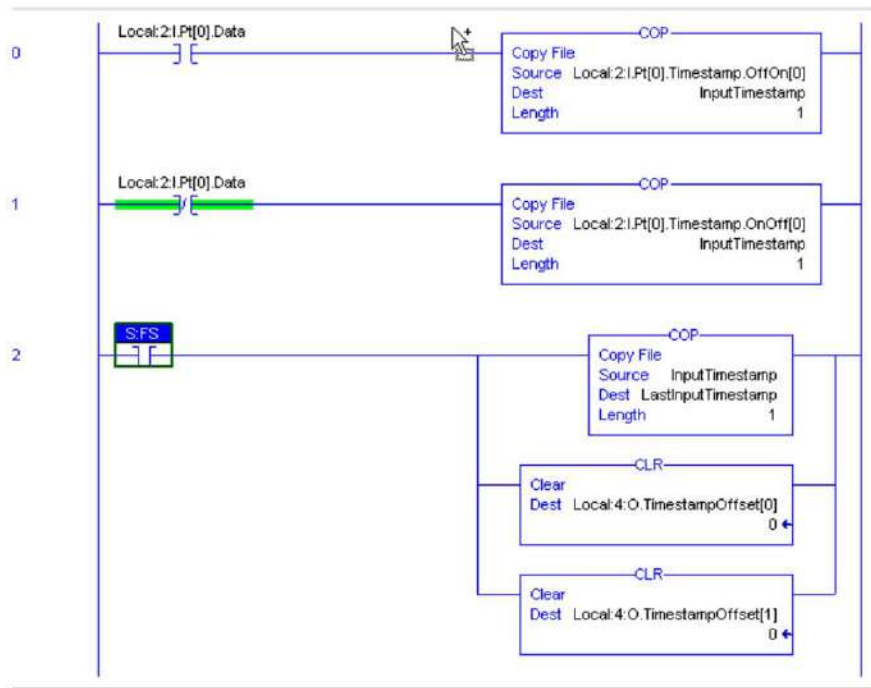 0
Local:2:I.Pt[0].Data
COP
Copy File
Source Local:2:I.Pt[0].Timestamp.OffOn[0]
Dest InputTimestamp
Length 1
1
Local:2:I.Pt[0].Data
COP
Copy File
Source Local:2:I.Pt[0].Timestamp.OnOff[0]
Dest InputTimestamp
Length 1
2
S:FS
COP
Copy File
Source InputTimestamp
Dest LastInputTimestamp
Length 1
CLR
Clear
Dest Local:4:O.TimestampOffset[0]
0
CLR
Clear
Dest Local:4:O.TimestampOffset[1]
0